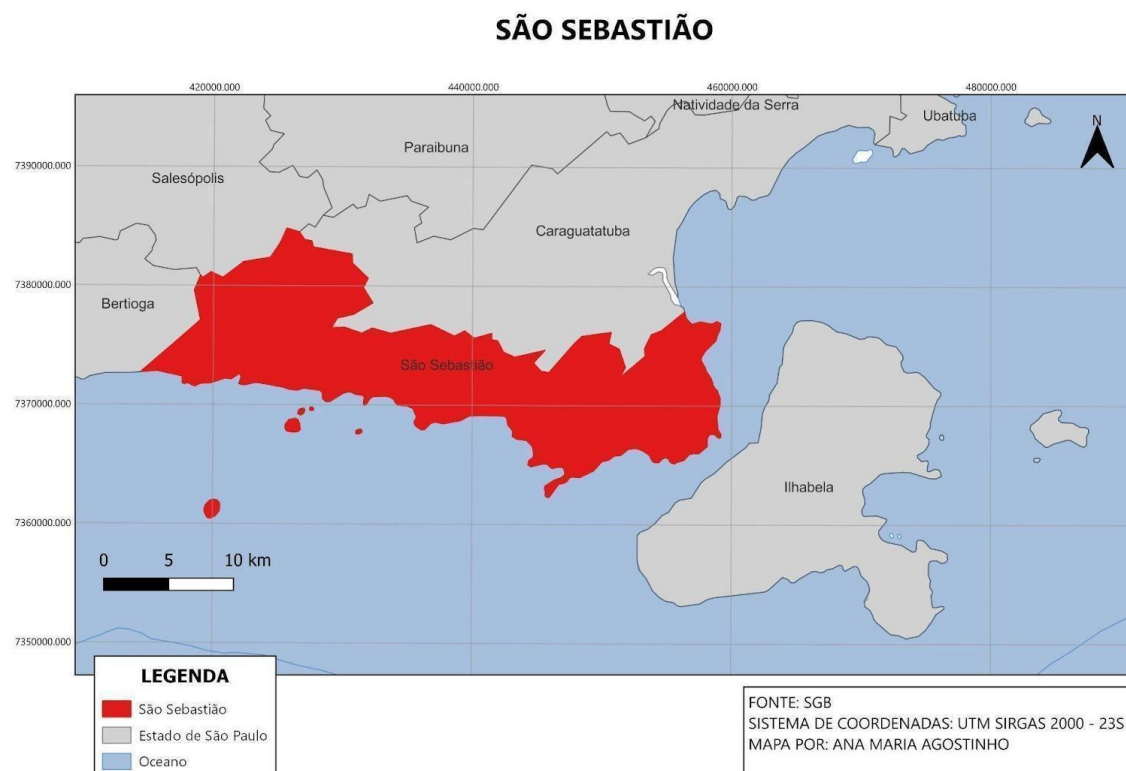 SÃO SEBASTIÃO
420000.000
440000.000
460000.000
480000.000
Natividade da Serra
Ubatuba
N
Paraibuna
7390000.000
Salesópolis
Caraguatatuba
7380000.000
Bertioga
São Sebastião
7370000.000
Ilhabela
7360000.000
0 5 10 km
7350000.000
LEGENDA
São Sebastião
Estado de São Paulo
Oceano
FONTE: SGB
SISTEMA DE COORDENADAS: UTM SIRGAS 2000 - 23S
MAPA POR: ANA MARIA AGOSTINHO